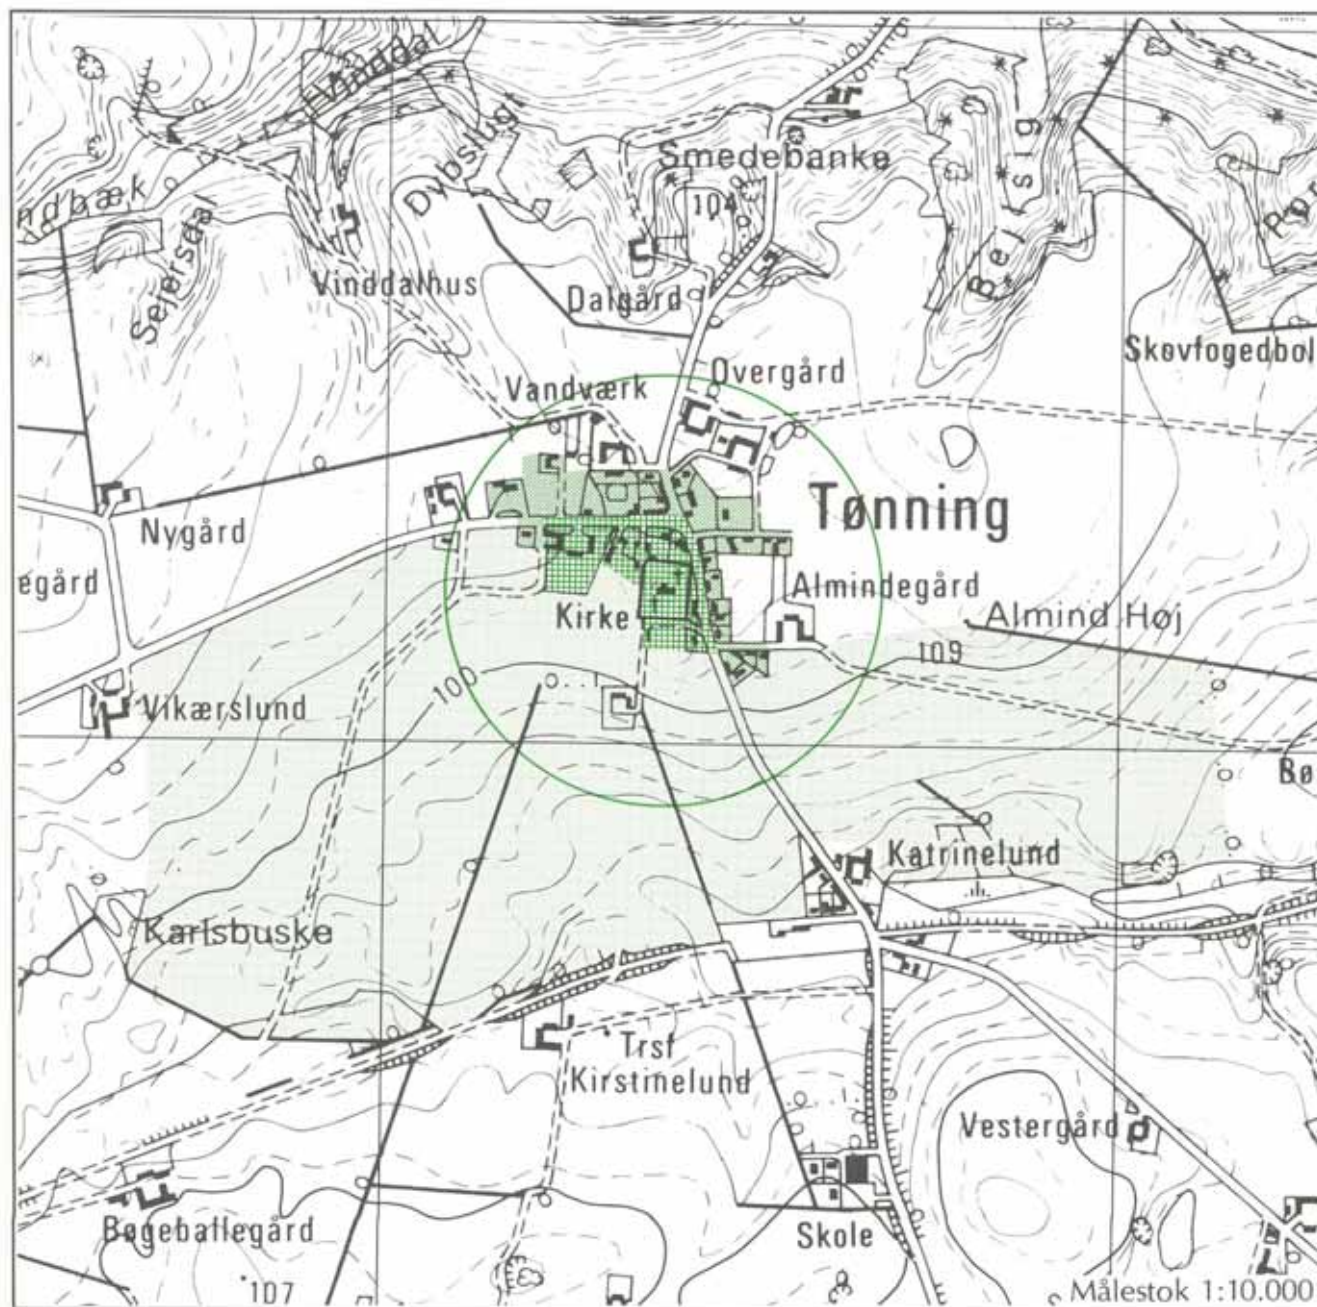 Vinddal
Dybslugt
Smedebanke
104
Sejersdal
Vinddalhus
Dalgård
Skovfogedbol
Vandværk
Overgård
Tønning
Nygård
egård
Kirke
Almindegård
Almind Høj
109
100
Vikærslund
Bø
Katrinelund
Karlsbuske
Trsf
Kirstinelund
Vestergård
Bøgeballegård
Skole
107
Målestok 1:10.000